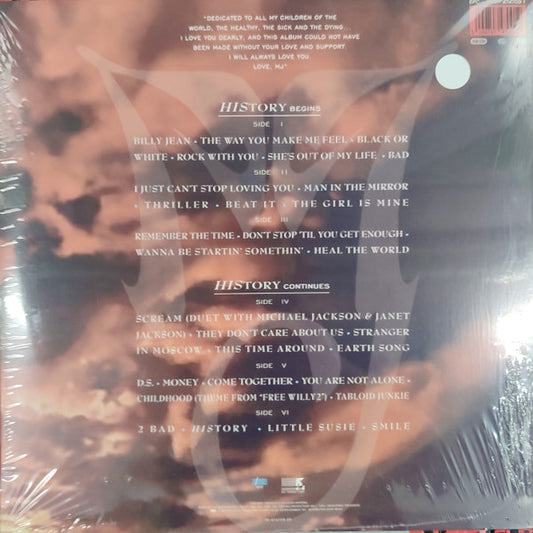 "DEDICATED TO ALL MY CHILDREN OF THE
WORLD, THE HEALTHY, THE SICK AND THE DYING
I LOVE YOU DEARLY, AND THIS ALBUM COULD NOT HAVE
BEEN MADE WITHOUT YOUR LOVE AND SUPPORT.
I WILL ALWAYS LOVE YOU
LOVE, MJ"
HISTORY BEGINS
SIDE I
BILLY JEAN • THE WAY YOU MAKE ME FEEL • BLACK OR
WHITE • ROCK WITH YOU • SHE'S OUT OF MY LIFE • BAD
SIDE II
I JUST CAN'T STOP LOVING YOU • MAN IN THE MIRROR
• THRILLER • BEAT IT • THE GIRL IS MINE
SIDE III
REMEMBER THE TIME • DON'T STOP 'TIL YOU GET ENOUGH •
WANNA BE STARTIN' SOMETHIN' • HEAL THE WORLD
HISTORY CONTINUES
SIDE IV
SCREAM (DUET WITH MICHAEL JACKSON & JANET
JACKSON) • THEY DON'T CARE ABOUT US • STRANGER
IN MOSCOW • THIS TIME AROUND • EARTH SONG
SIDE V
D.S. • MONEY • COME TOGETHER • YOU ARE NOT ALONE •
CHILDHOOD (THEME FROM "FREE WILLY2") • TABLOID JUNKIE
SIDE VI
2 BAD • HISTORY • LITTLE SUSIE • SMILE